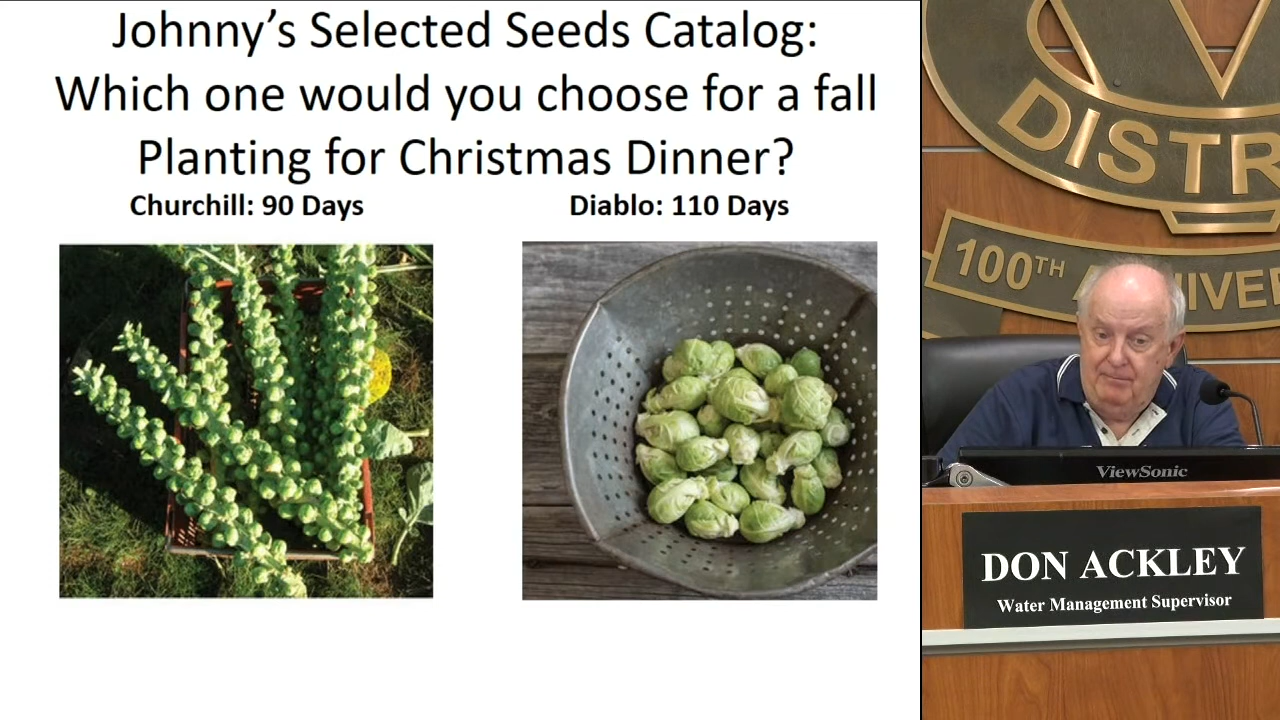 Johnny’s Selected Seeds Catalog:
Which one would you choose for a fall
Planting for Christmas Dinner?
Churchill: 90 Days
Diablo: 110 Days
DISTR
100TH
ViewSonic
DON ACKLEY
Water Management Supervisor